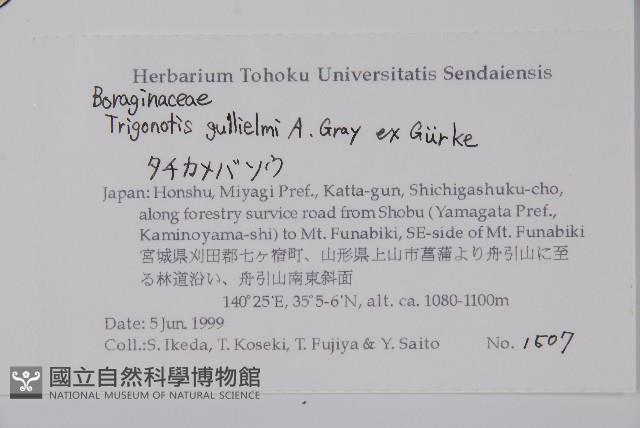 Herbarium Tohoku Universitatis Sendaiensis
Boraginaceae
Trigonotis gullielmi A. Gray ex Gürke
タチカメバソウ
Japan: Honshu, Miyagi Pref., Katta-gun, Shichigashuku-cho,
along forestry survice road from Shobu (Yamagata Pref.,
Kaminoyama-shi) to Mt. Funabiki, SE-side of Mt. Funabiki
宮城県刈田郡七ヶ宿町、山形県上山市菖蒲より舟引山に至
る林道沿い、舟引山南東斜面
140°25'E, 35°5-6'N, alt. ca. 1080-1100m
Date: 5 Jun. 1999
Coll.:S. Ikeda, T. Koseki, T. Fujiya & Y. Saito No. 1507
國立自然科學博物館
NATIONAL MUSEUM OF NATURAL SCIENCE